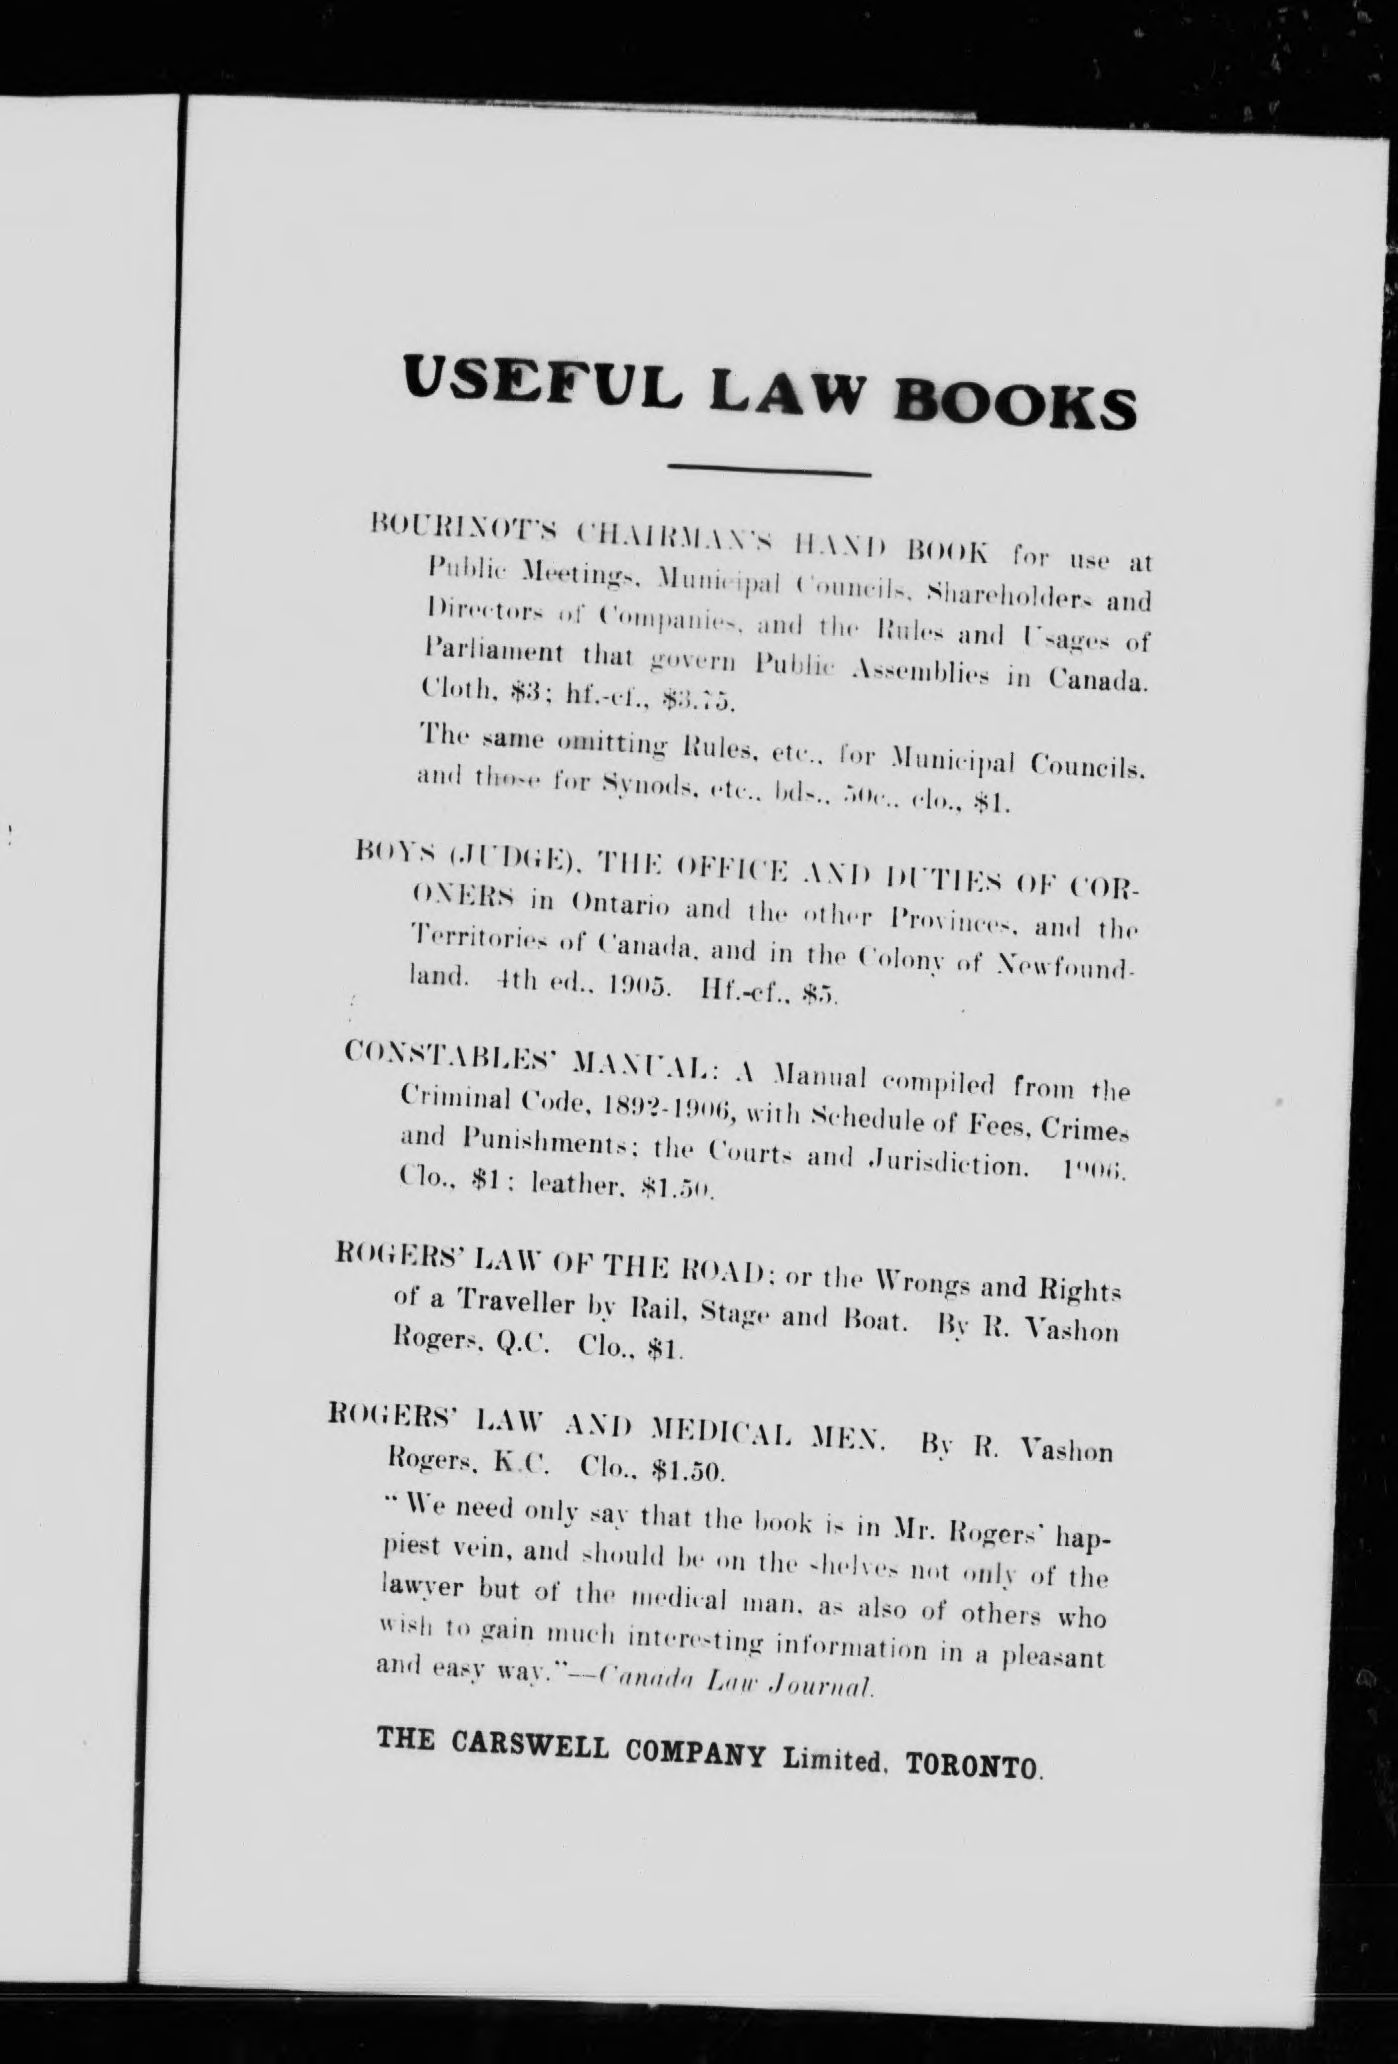 USEFUL LAW BOOKS
BOURINOT'S CHAIRMAN'S HAND BOOK for use at
Public Meetings, Municipal Councils, Shareholders and
Directors of Companies, and the Rules and Usages of
Parliament that govern Public Assemblies in Canada.
Cloth, $3; hf.-cf., $3.75.
The same omitting Rules, etc., for Municipal Councils,
and those for Synods, etc., bds., 50c., clo., $1.
BOYS (JUDGE), THE OFFICE AND DUTIES OF COR-
ONERS in Ontario and the other Provinces, and the
Territories of Canada, and in the Colony of Newfound-
land. 4th ed., 1905. Hf.-cf., $5.
CONSTABLES' MANUAL: A Manual compiled from the
Criminal Code, 1892-1906, with Schedule of Fees, Crimes
and Punishments; the Courts and Jurisdiction. 1906.
Clo., $1; leather, $1.50.
ROGERS' LAW OF THE ROAD; or the Wrongs and Rights
of a Traveller by Rail, Stage and Boat. By R. Vashon
Rogers, Q.C. Clo., $1.
ROGERS' LAW AND MEDICAL MEN. By R. Vashon
Rogers, K.C. Clo., $1.50.
"We need only say that the book is in Mr. Rogers' hap-
piest vein, and should be on the shelves not only of the
lawyer but of the medical man, as also of others who
wish to gain much interesting information in a pleasant
and easy way."—Canada Law Journal.
THE CARSWELL COMPANY Limited, TORONTO.